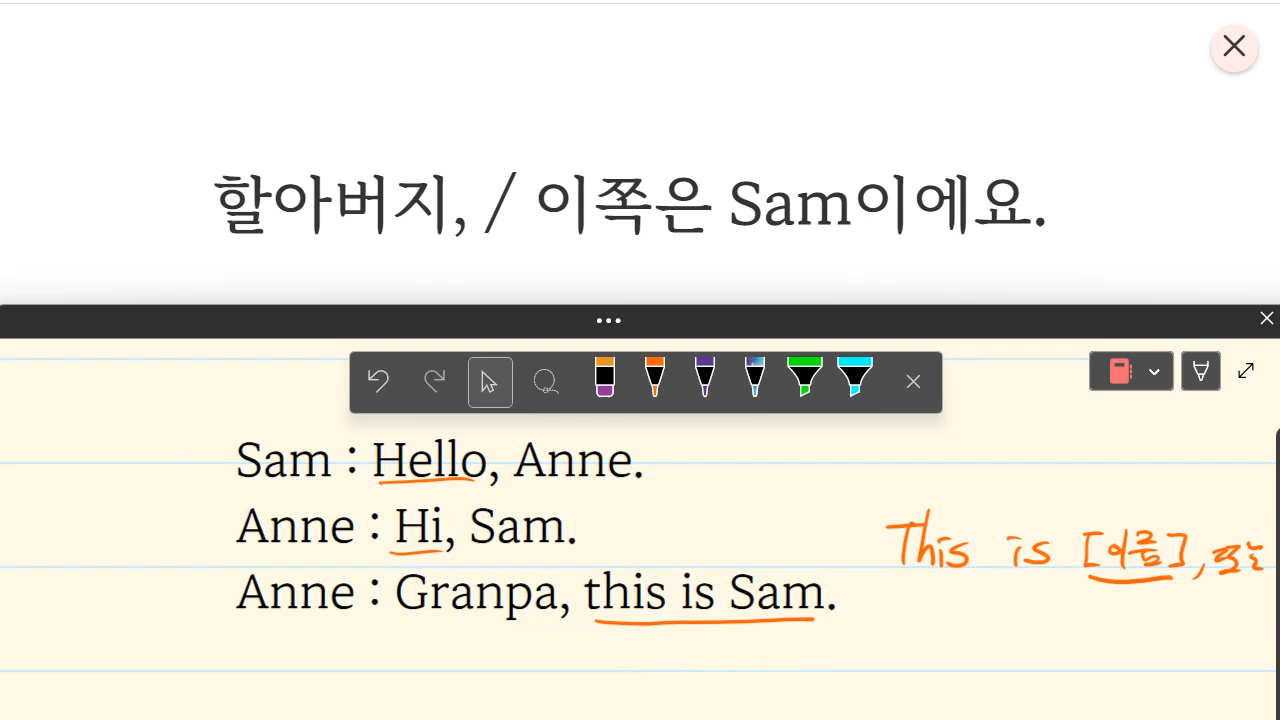 할아버지, / 이쪽은 Sam이에요.
Sam : Hello, Anne.
Anne : Hi, Sam.
Anne : Granpa, this is Sam.
This is [이름], 또는